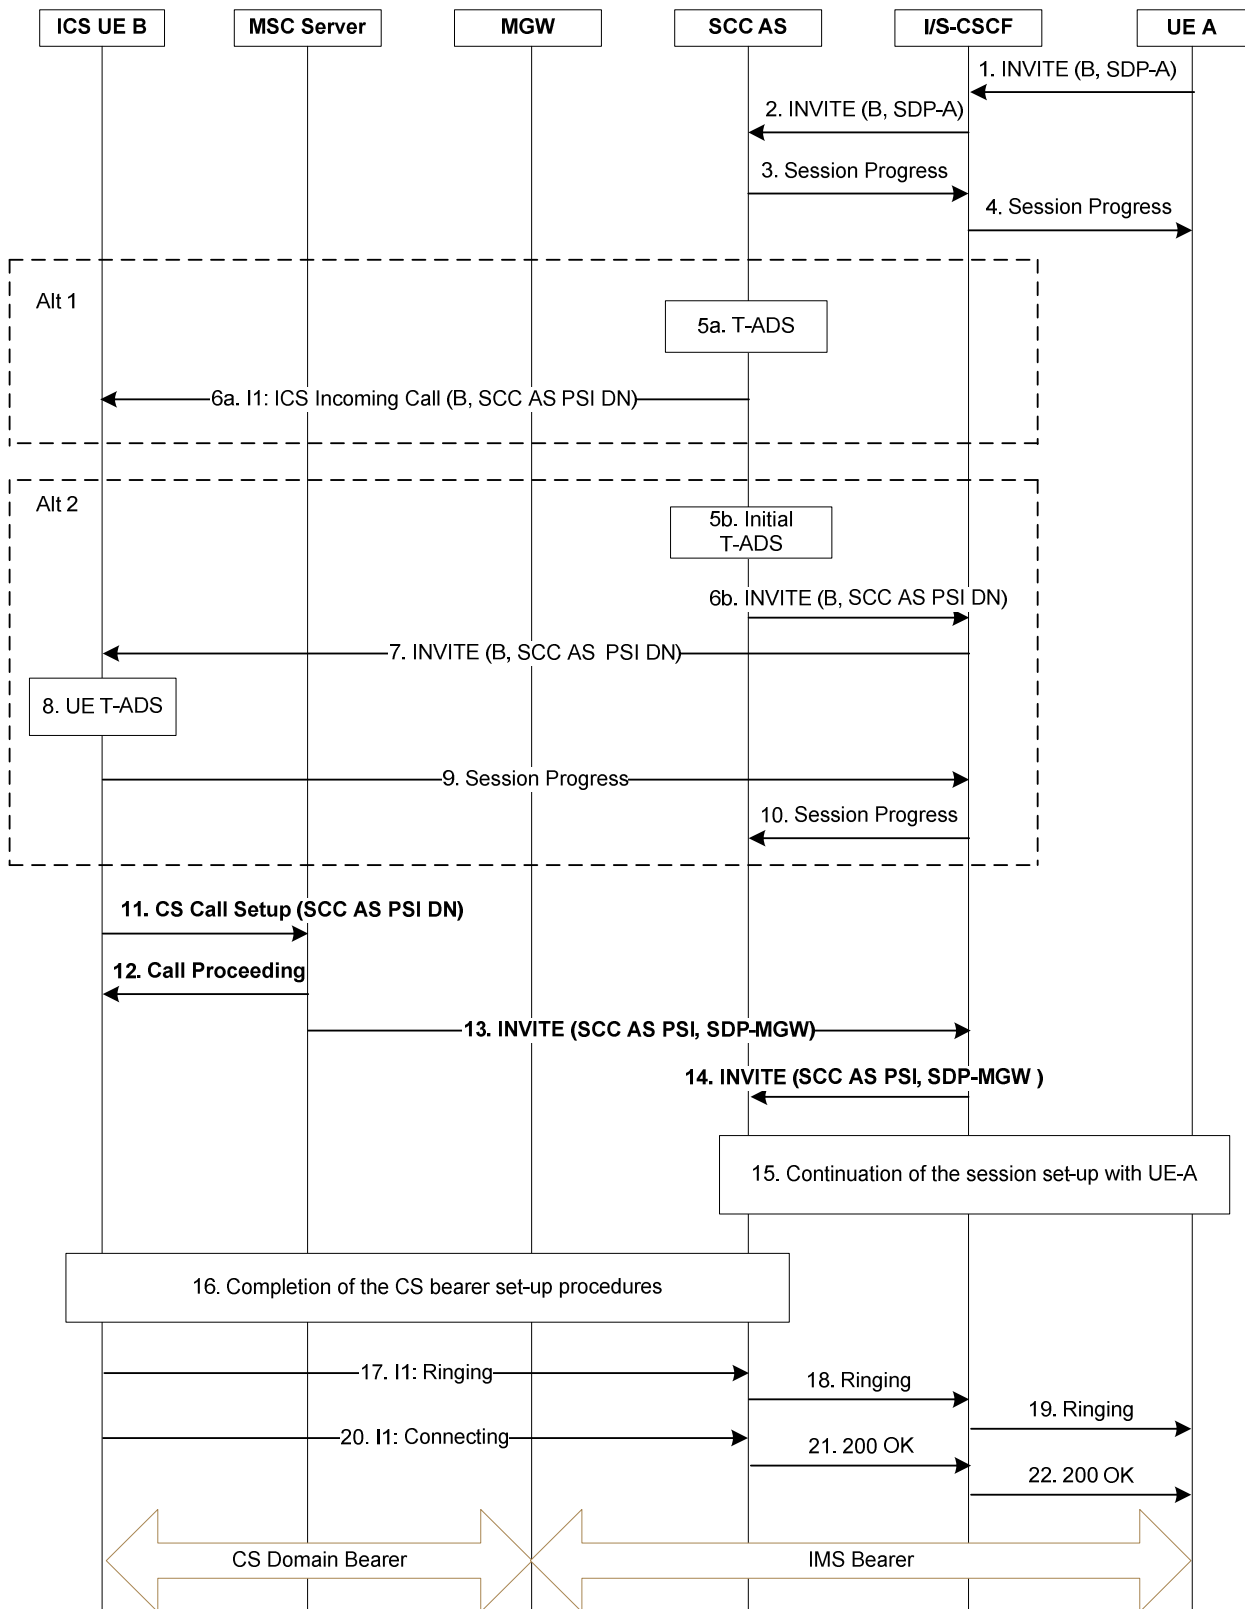 ICS UE B
MSC Server
MGW
SCC AS
I/S-CSCF
UE A
1. INVITE (B, SDP-A)
2. INVITE (B, SDP-A)
3. Session Progress
4. Session Progress
Alt 1
5a. T-ADS
6a. I1: ICS Incoming Call (B, SCC AS PSI DN)
Alt 2
5b. Initial
T-ADS
6b. INVITE (B, SCC AS PSI DN)
7. INVITE (B, SCC AS PSI DN)
8. UE T-ADS
9. Session Progress
10. Session Progress
11. CS Call Setup (SCC AS PSI DN)
12. Call Proceeding
13. INVITE (SCC AS PSI, SDP-MGW)
14. INVITE (SCC AS PSI, SDP-MGW )
15. Continuation of the session set-up with UE-A
16. Completion of the CS bearer set-up procedures
17. I1: Ringing
18. Ringing
19. Ringing
20. I1: Connecting
21. 200 OK
22. 200 OK
CS Domain Bearer
IMS Bearer